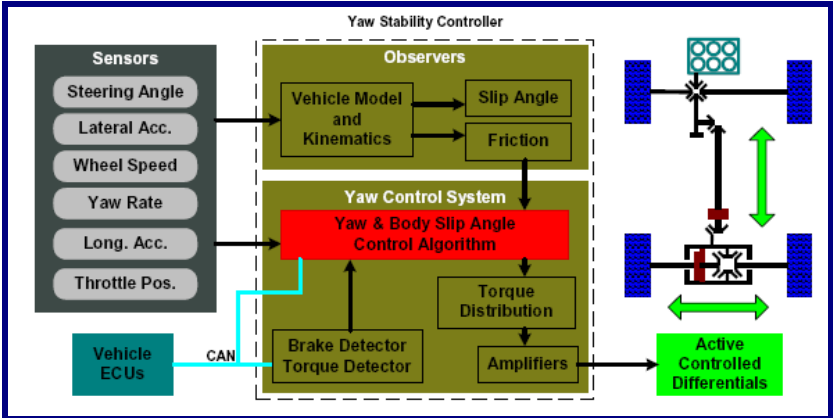 Yaw Stability Controller
Sensors
Steering Angle
Lateral Acc.
Wheel Speed
Yaw Rate
Long. Acc.
Throttle Pos.
Observers
Vehicle Model
and
Kinematics
Slip Angle
Friction
Yaw Control System
Yaw & Body Slip Angle
Control Algorithm
Torque
Distribution
Brake Detector
Torque Detector
Amplifiers
Vehicle
ECUs
CAN
Active
Controlled
Differentials